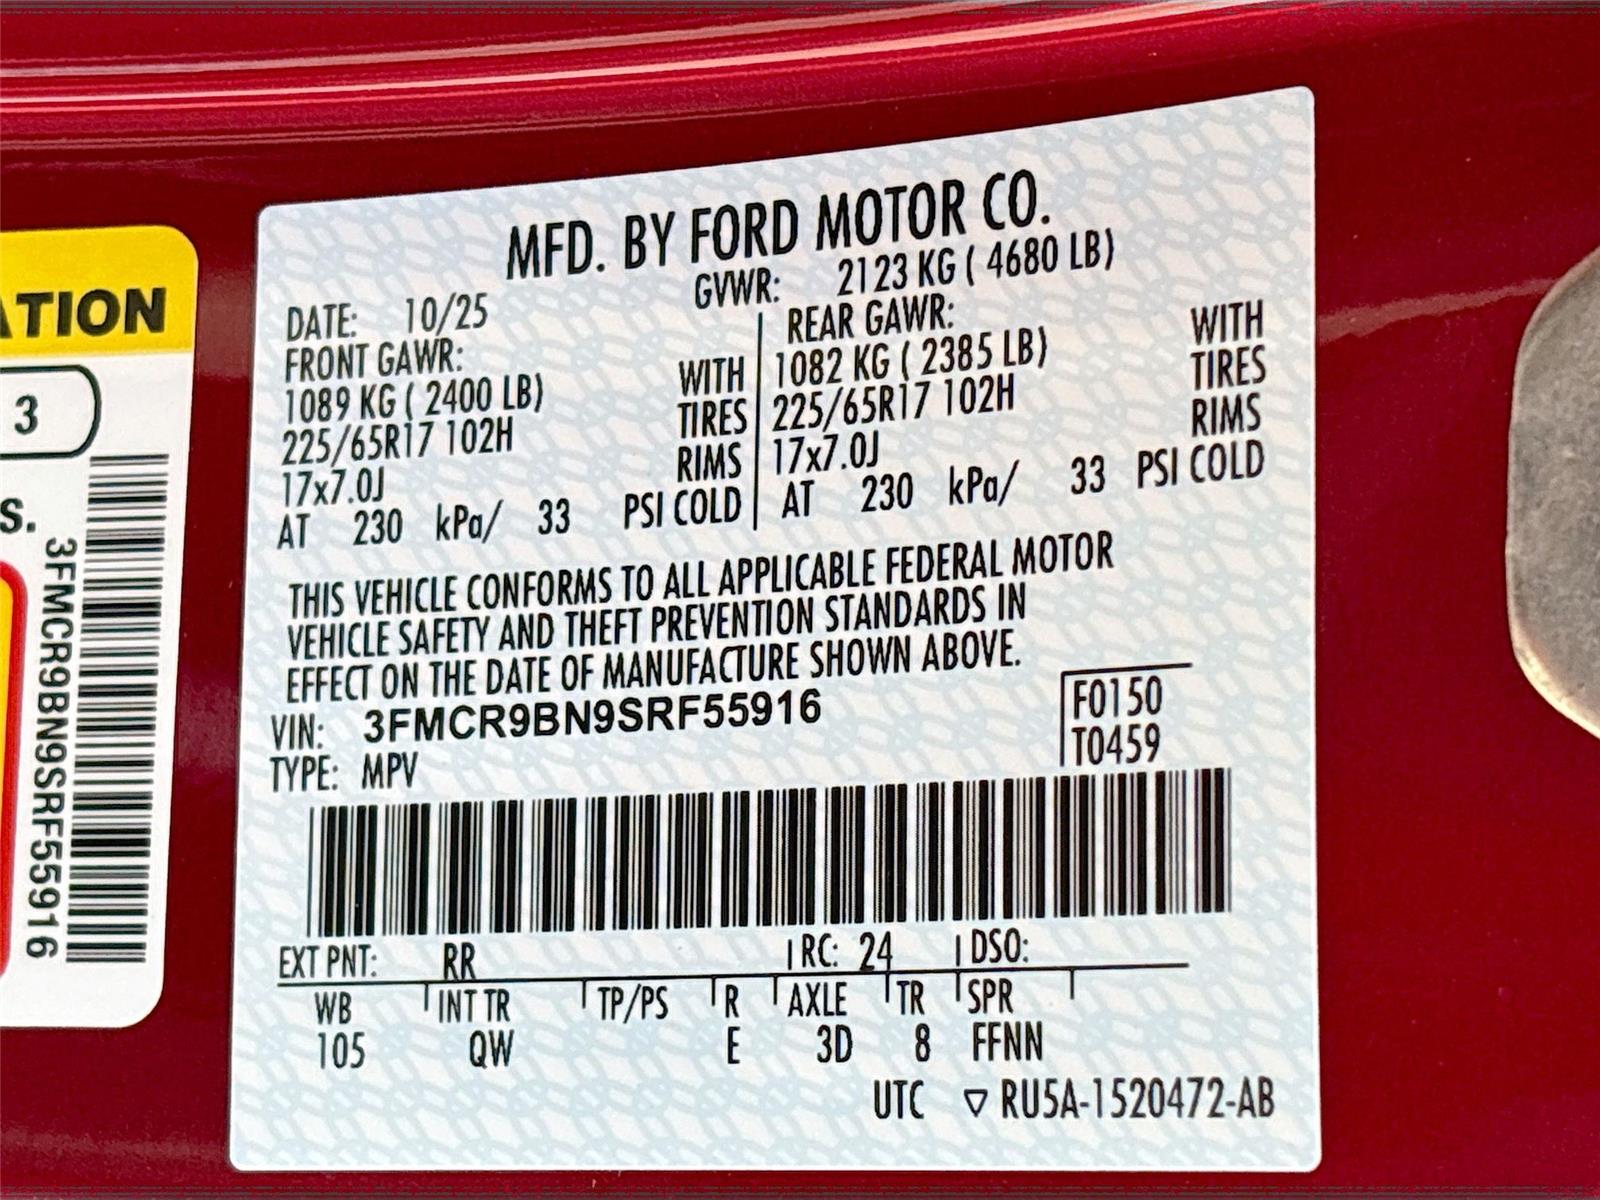 MFD. BY FORD MOTOR CO.
DATE: 10/25 GVWR: 2123 KG ( 4680 LB)
FRONT GAWR: REAR GAWR:
1089 KG ( 2400 LB) WITH 1082 KG ( 2385 LB) WITH
225/65R17 102H TIRES 225/65R17 102H TIRES
17x7.0J RIMS 17x7.0J RIMS
AT 230 kPa/ 33 PSI COLD AT 230 kPa/ 33 PSI COLD
THIS VEHICLE CONFORMS TO ALL APPLICABLE FEDERAL MOTOR
VEHICLE SAFETY AND THEFT PREVENTION STANDARDS IN
EFFECT ON THE DATE OF MANUFACTURE SHOWN ABOVE.
VIN: 3FMCR9BN9SRF55916 F0150
TYPE: MPV T0459
EXT PNT: RR RC: 24 DSO:
WB INT TR TP/PS R AXLE TR SPR
105 QW E 3D 8 FFNN
UTC ▽ RU5A-1520472-AB
ATION
3
S.
3FMCR9BN9SRF55916